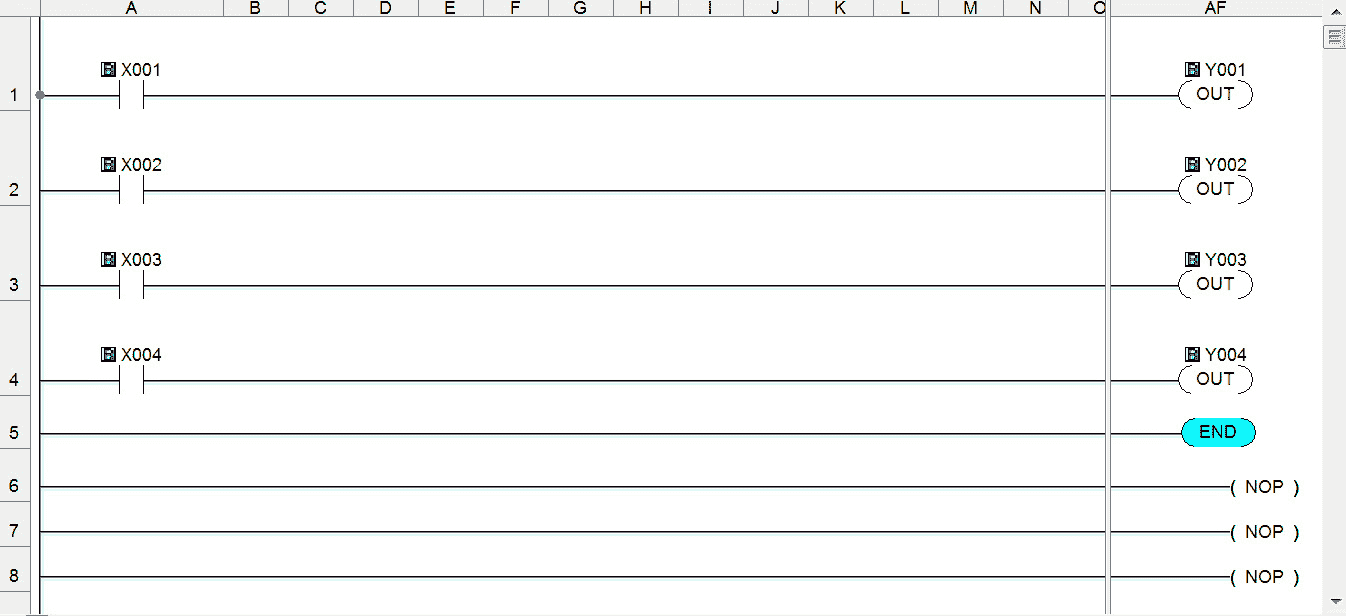 A B C D E F G H I J K L M N O AF
X001 Y001
1 OUT
X002 Y002
2 OUT
X003 Y003
3 OUT
X004 Y004
4 OUT
5 END
6 ( NOP )
7 ( NOP )
8 ( NOP )